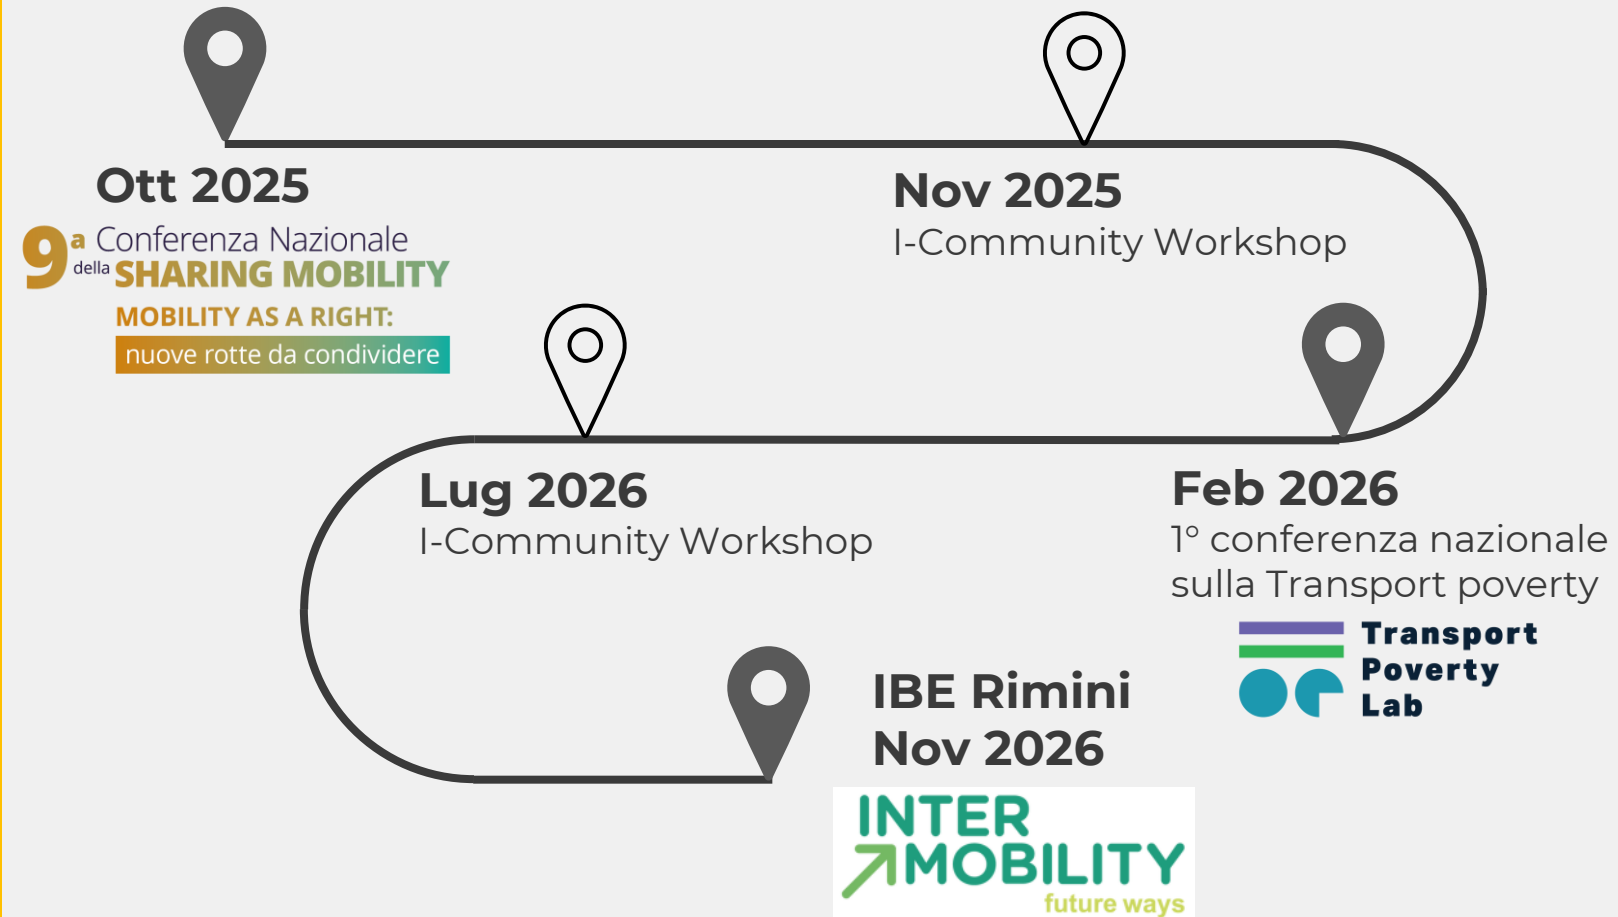 Ott 2025
9a Conferenza Nazionale
della SHARING MOBILITY
MOBILITY AS A RIGHT:
nuove rotte da condividere
Nov 2025
I-Community Workshop
Feb 2026
1° conferenza nazionale
sulla Transport poverty
Transport
Poverty
Lab
Lug 2026
I-Community Workshop
IBE Rimini
Nov 2026
INTER
MOBILITY
future ways